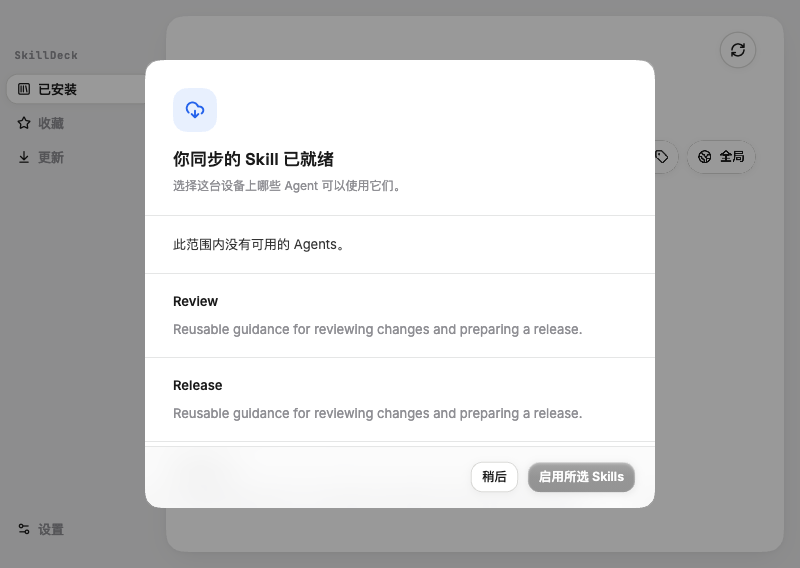 SkillDeck
已安装
收藏
更新
全局
你同步的 Skill 已就绪
选择这台设备上哪些 Agent 可以使用它们。
此范围内没有可用的 Agents。
Review
Reusable guidance for reviewing changes and preparing a release.
Release
Reusable guidance for reviewing changes and preparing a release.
稍后
启用所选 Skills
设置